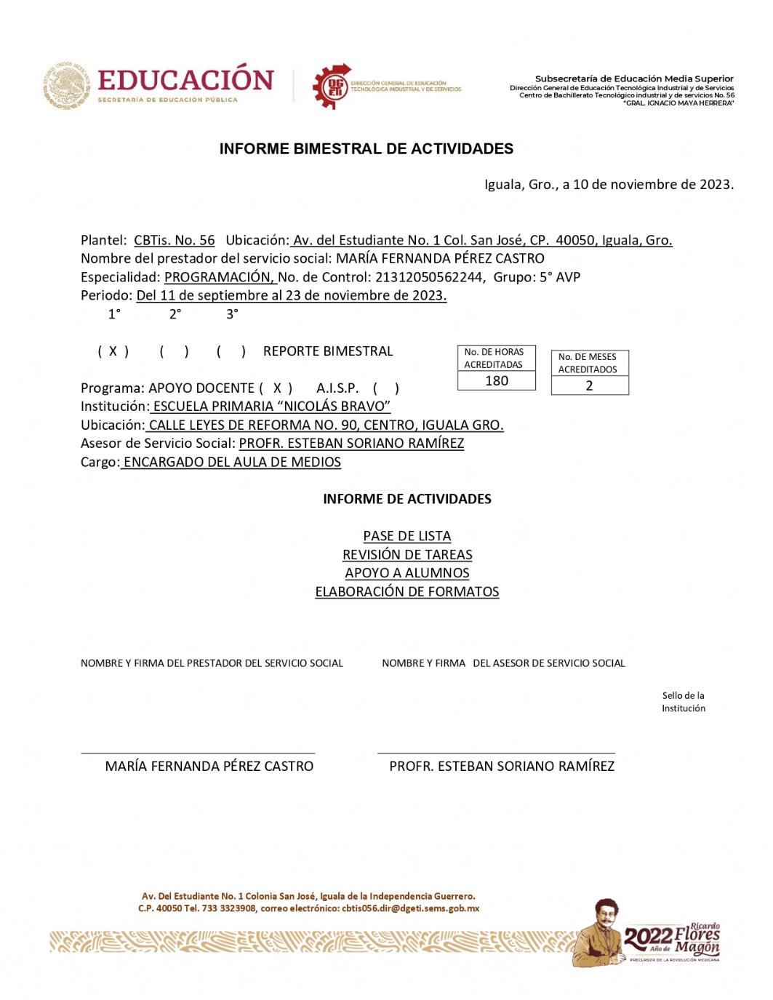 ESTADOS UNIDOS MEXICANOS
EDUCACIÓN
SECRETARÍA DE EDUCACIÓN PÚBLICA
DGETI
DIRECCIÓN GENERAL DE EDUCACIÓN
TECNOLÓGICA INDUSTRIAL Y DE SERVICIOS
Subsecretaría de Educación Media Superior
Dirección General de Educación Tecnológica Industrial y de Servicios
Centro de Bachillerato Tecnológico industrial y de servicios No. 56
"GRAL. IGNACIO MAYA HERRERA"
INFORME BIMESTRAL DE ACTIVIDADES
Iguala, Gro., a 10 de noviembre de 2023.
Plantel: CBTis. No. 56 Ubicación: Av. del Estudiante No. 1 Col. San José, CP. 40050, Iguala, Gro.
Nombre del prestador del servicio social: MARÍA FERNANDA PÉREZ CASTRO
Especialidad: PROGRAMACIÓN, No. de Control: 21312050562244, Grupo: 5° AVP
Periodo: Del 11 de septiembre al 23 de noviembre de 2023.
1° 2° 3°
( X ) ( ) ( ) REPORTE BIMESTRAL
No. DE HORAS
ACREDITADAS
180
No. DE MESES
ACREDITADOS
2
Programa: APOYO DOCENTE ( X ) A.I.S.P. ( )
Institución: ESCUELA PRIMARIA “NICOLÁS BRAVO”
Ubicación: CALLE LEYES DE REFORMA NO. 90, CENTRO, IGUALA GRO.
Asesor de Servicio Social: PROFR. ESTEBAN SORIANO RAMÍREZ
Cargo: ENCARGADO DEL AULA DE MEDIOS
INFORME DE ACTIVIDADES
PASE DE LISTA
REVISIÓN DE TAREAS
APOYO A ALUMNOS
ELABORACIÓN DE FORMATOS
NOMBRE Y FIRMA DEL PRESTADOR DEL SERVICIO SOCIAL NOMBRE Y FIRMA DEL ASESOR DE SERVICIO SOCIAL
Sello de la
Institución
MARÍA FERNANDA PÉREZ CASTRO PROFR. ESTEBAN SORIANO RAMÍREZ
Av. Del Estudiante No. 1 Colonia San José, Iguala de la Independencia Guerrero.
C.P. 40050 Tel. 733 3323908, correo electrónico: cbtis056.dir@dgeti.sems.gob.mx
2022 Ricardo Flores
Año de Magón
PRECURSOR DE LA REVOLUCIÓN MEXICANA